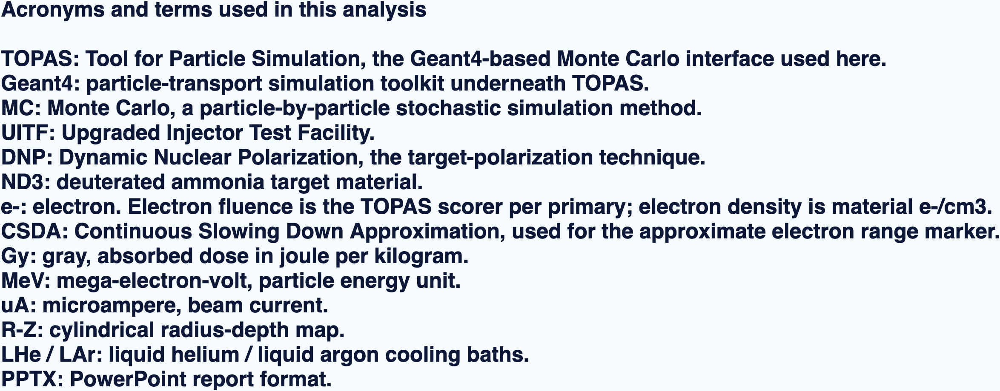 Acronyms and terms used in this analysis
TOPAS: Tool for Particle Simulation, the Geant4-based Monte Carlo interface used here.
Geant4: particle-transport simulation toolkit underneath TOPAS.
MC: Monte Carlo, a particle-by-particle stochastic simulation method.
UITF: Upgraded Injector Test Facility.
DNP: Dynamic Nuclear Polarization, the target-polarization technique.
ND3: deuterated ammonia target material.
e-: electron. Electron fluence is the TOPAS scorer per primary; electron density is material e-/cm3.
CSDA: Continuous Slowing Down Approximation, used for the approximate electron range marker.
Gy: gray, absorbed dose in joule per kilogram.
MeV: mega-electron-volt, particle energy unit.
uA: microampere, beam current.
R-Z: cylindrical radius-depth map.
LHe / LAr: liquid helium / liquid argon cooling baths.
PPTX: PowerPoint report format.